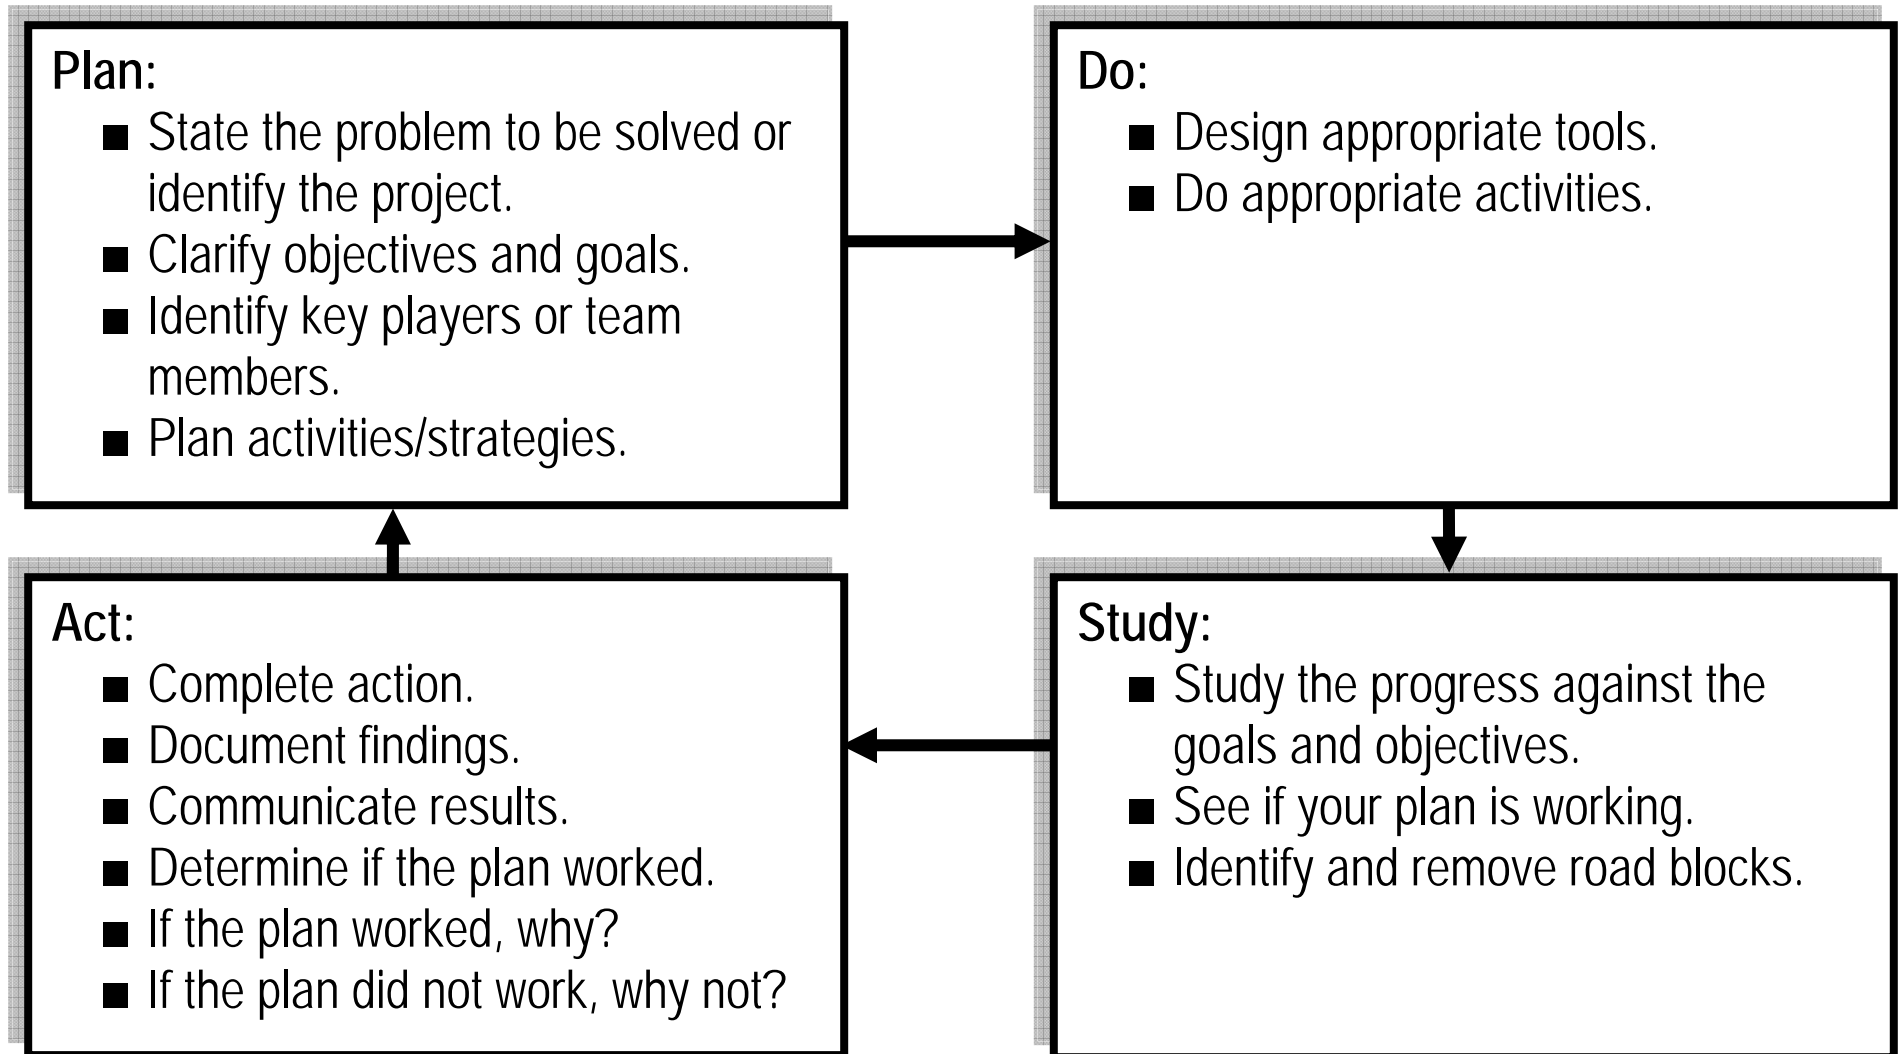 Plan:
■ State the problem to be solved or
identify the project.
■ Clarify objectives and goals.
■ Identify key players or team
members.
■ Plan activities/strategies.
Do:
■ Design appropriate tools.
■ Do appropriate activities.
Study:
■ Study the progress against the
goals and objectives.
■ See if your plan is working.
■ Identify and remove road blocks.
Act:
■ Complete action.
■ Document findings.
■ Communicate results.
■ Determine if the plan worked.
■ If the plan worked, why?
■ If the plan did not work, why not?